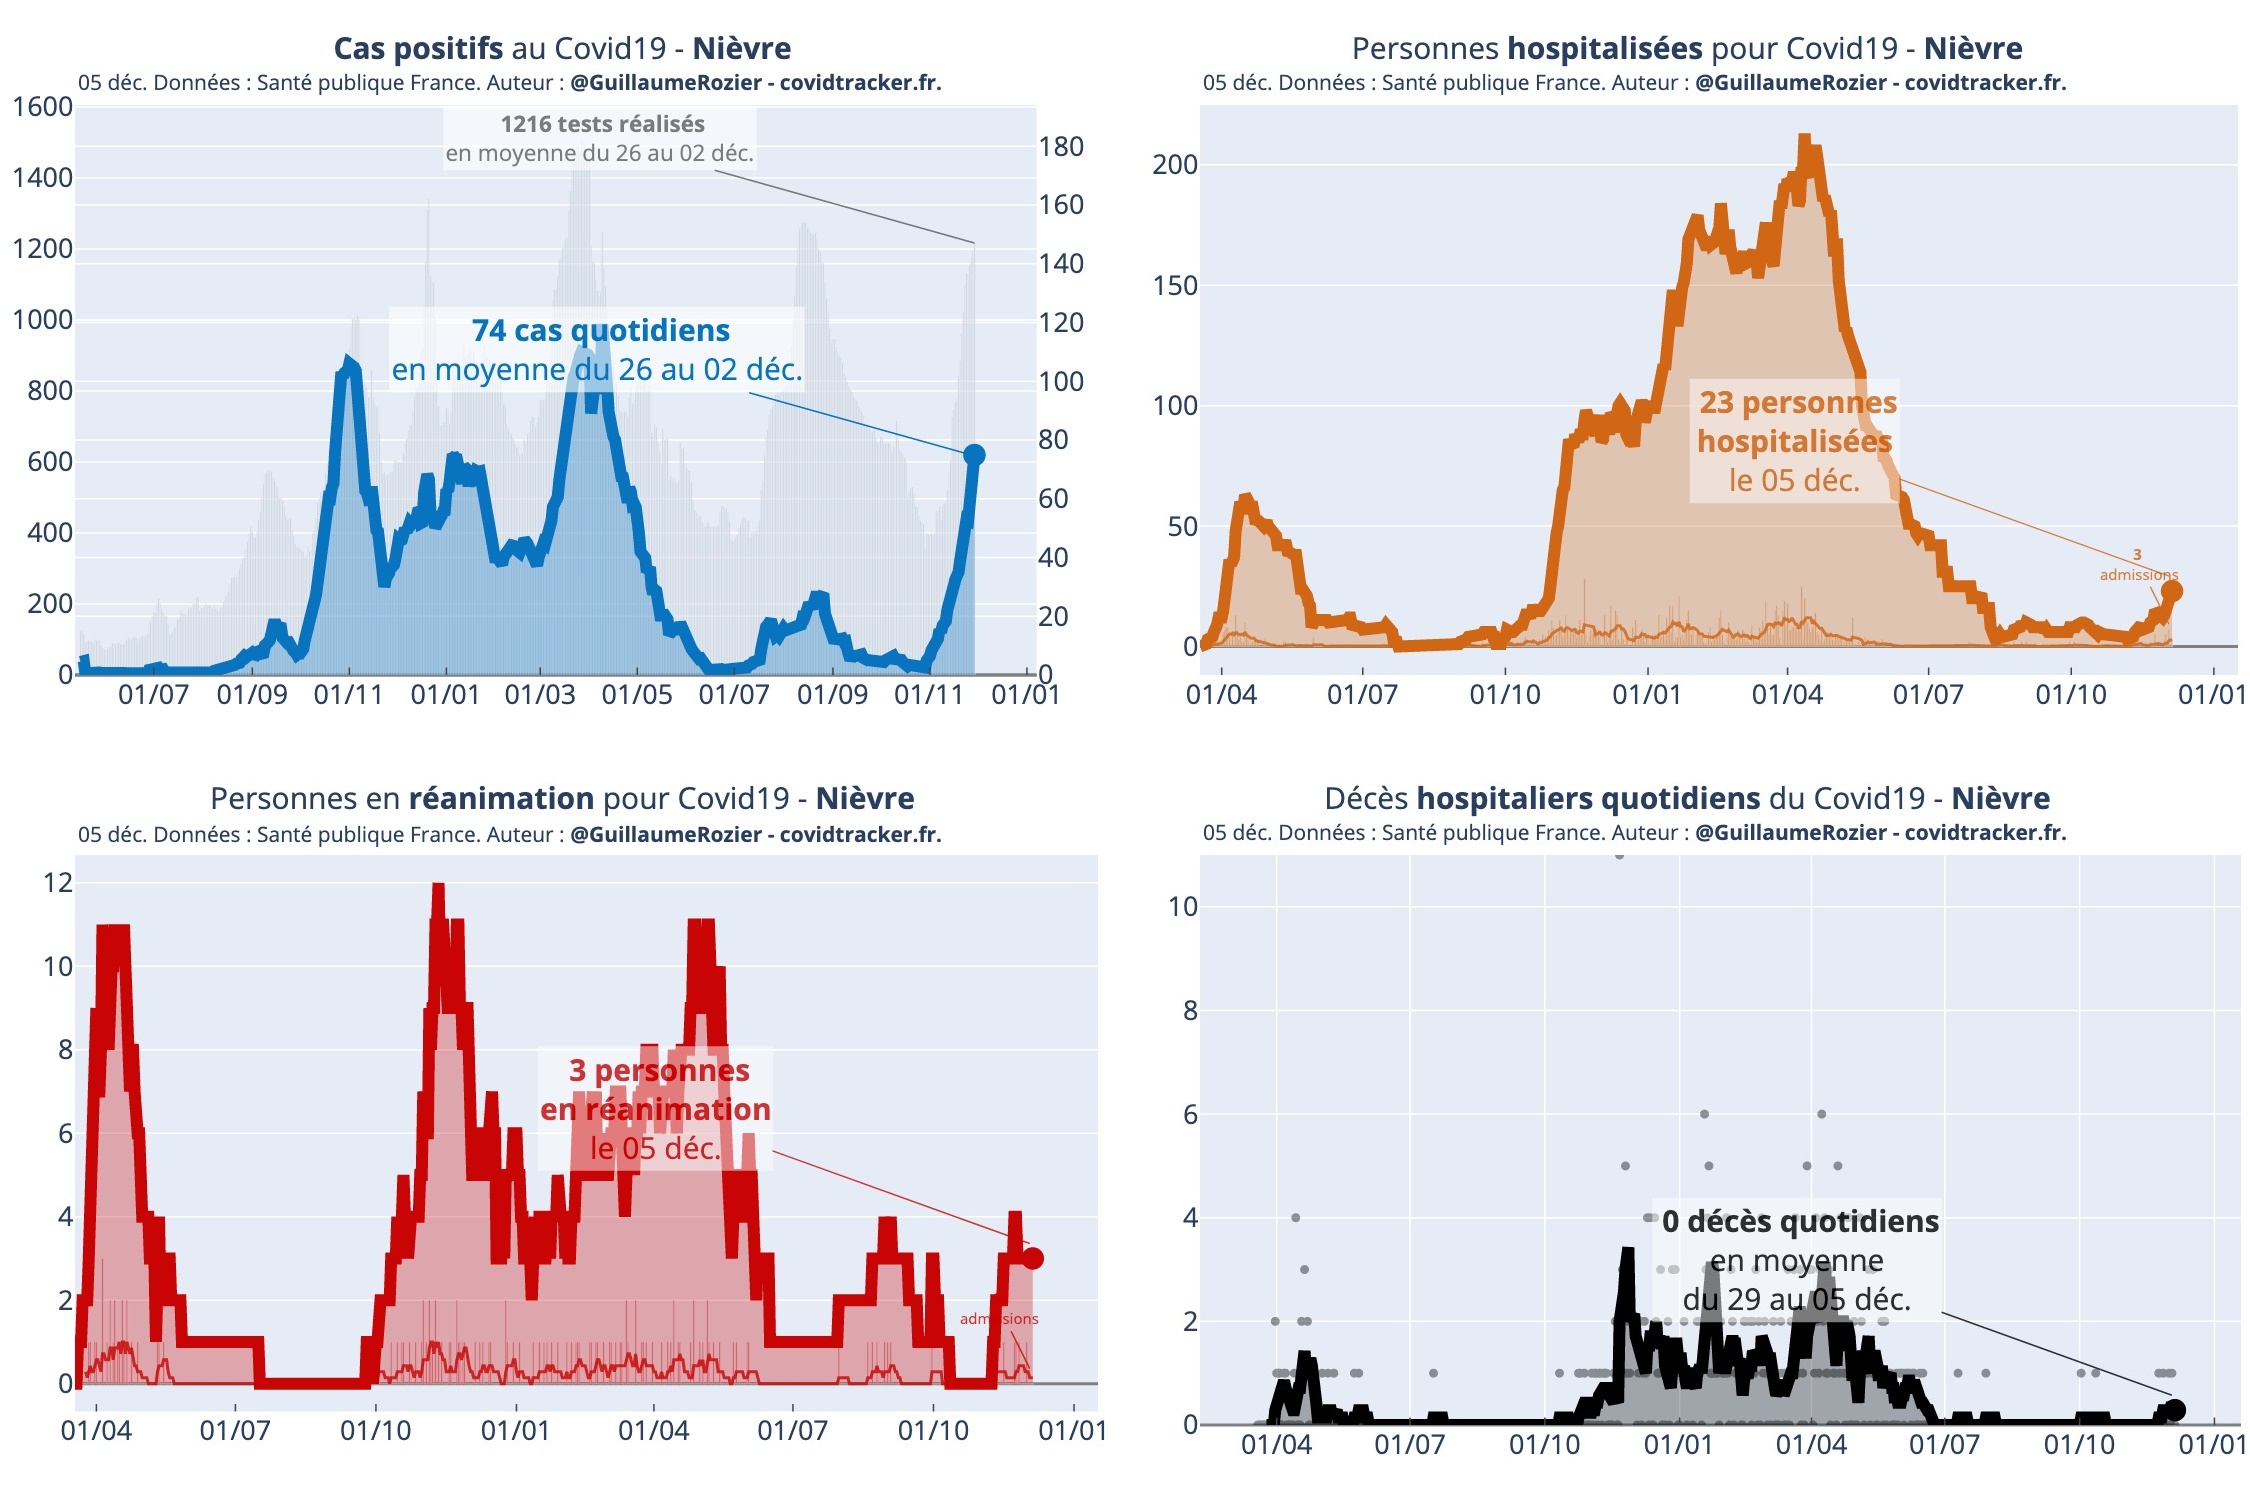 Cas positifs au Covid19 - Nièvre
05 déc. Données : Santé publique France. Auteur : @GuillaumeRozier - covidtracker.fr.
1600
1400
1200
1000
800
600
400
200
0
180
160
140
120
100
80
60
40
20
0
1216 tests réalisés
en moyenne du 26 au 02 déc.
74 cas quotidiens
en moyenne du 26 au 02 déc.
01/07 01/09 01/11 01/01 01/03 01/05 01/07 01/09 01/11 01/01
Personnes hospitalisées pour Covid19 - Nièvre
05 déc. Données : Santé publique France. Auteur : @GuillaumeRozier - covidtracker.fr.
200
150
100
50
0
23 personnes
hospitalisées
le 05 déc.
3
admissions
01/04 01/07 01/10 01/01 01/04 01/07 01/10 01/01
Personnes en réanimation pour Covid19 - Nièvre
05 déc. Données : Santé publique France. Auteur : @GuillaumeRozier - covidtracker.fr.
12
10
8
6
4
2
0
3 personnes
en réanimation
le 05 déc.
admissions
01/04 01/07 01/10 01/01 01/04 01/07 01/10 01/01
Décès hospitaliers quotidiens du Covid19 - Nièvre
05 déc. Données : Santé publique France. Auteur : @GuillaumeRozier - covidtracker.fr.
10
8
6
4
2
0
0 décès quotidiens
en moyenne
du 29 au 05 déc.
01/04 01/07 01/10 01/01 01/04 01/07 01/10 01/01